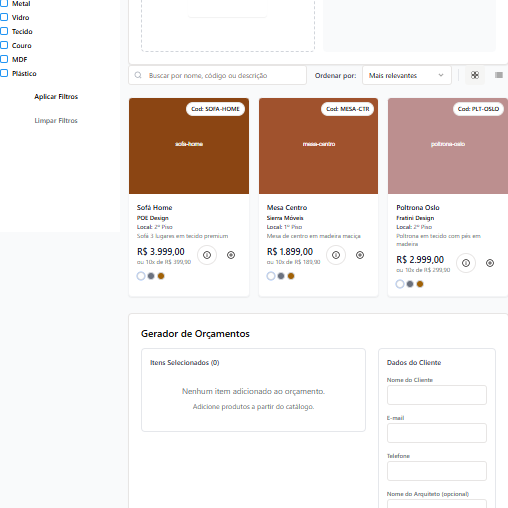 Metal
Vidro
Tecido
Couro
MDF
Plástico
Aplicar Filtros
Limpar Filtros
Buscar por nome, código ou descrição
Ordenar por:
Mais relevantes
Cod: SOFA-HOME
sofa-home
Sofá Home
PDE Design
Local: 2º Piso
Sofá 3 lugares em tecido premium
R$ 3.999,00
ou 10x de R$ 399,90
Cod: MESA-CTR
mesa-centro
Mesa Centro
Sierra Móveis
Local: 1º Piso
Mesa de centro em madeira maciça
R$ 1.899,00
ou 10x de R$ 189,90
Cod: PLT-OSLO
poltrona-oslo
Poltrona Oslo
Fratini Design
Local: 2º Piso
Poltrona em tecido com pés em
madeira
R$ 2.999,00
ou 10x de R$ 299,90
Gerador de Orçamentos
Itens Selecionados (0)
Nenhum item adicionado ao orçamento.
Adicione produtos a partir do catálogo.
Dados do Cliente
Nome do Cliente
E-mail
Telefone
Nome do Arquiteto (opcional)